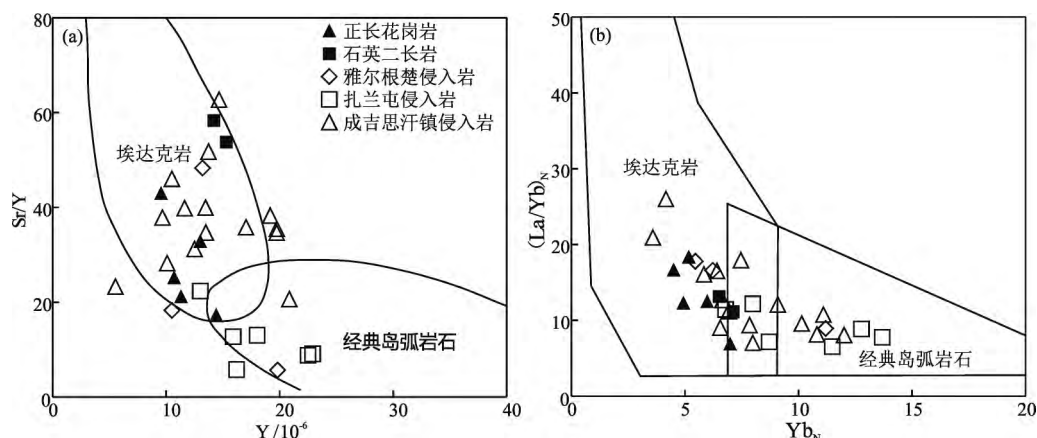 80
60
40
20
0
Sr/Y
(a)
正长花岗岩
石英二长岩
雅尔根楚侵入岩
扎兰屯侵入岩
成吉思汗镇侵入岩
埃达克岩
经典岛弧岩石
0
10
20
30
40
Y/10⁻⁶
50
40
30
20
10
0
(La/Yb)N
(b)
埃达克岩
经典岛弧岩石
0
5
10
15
20
YbN